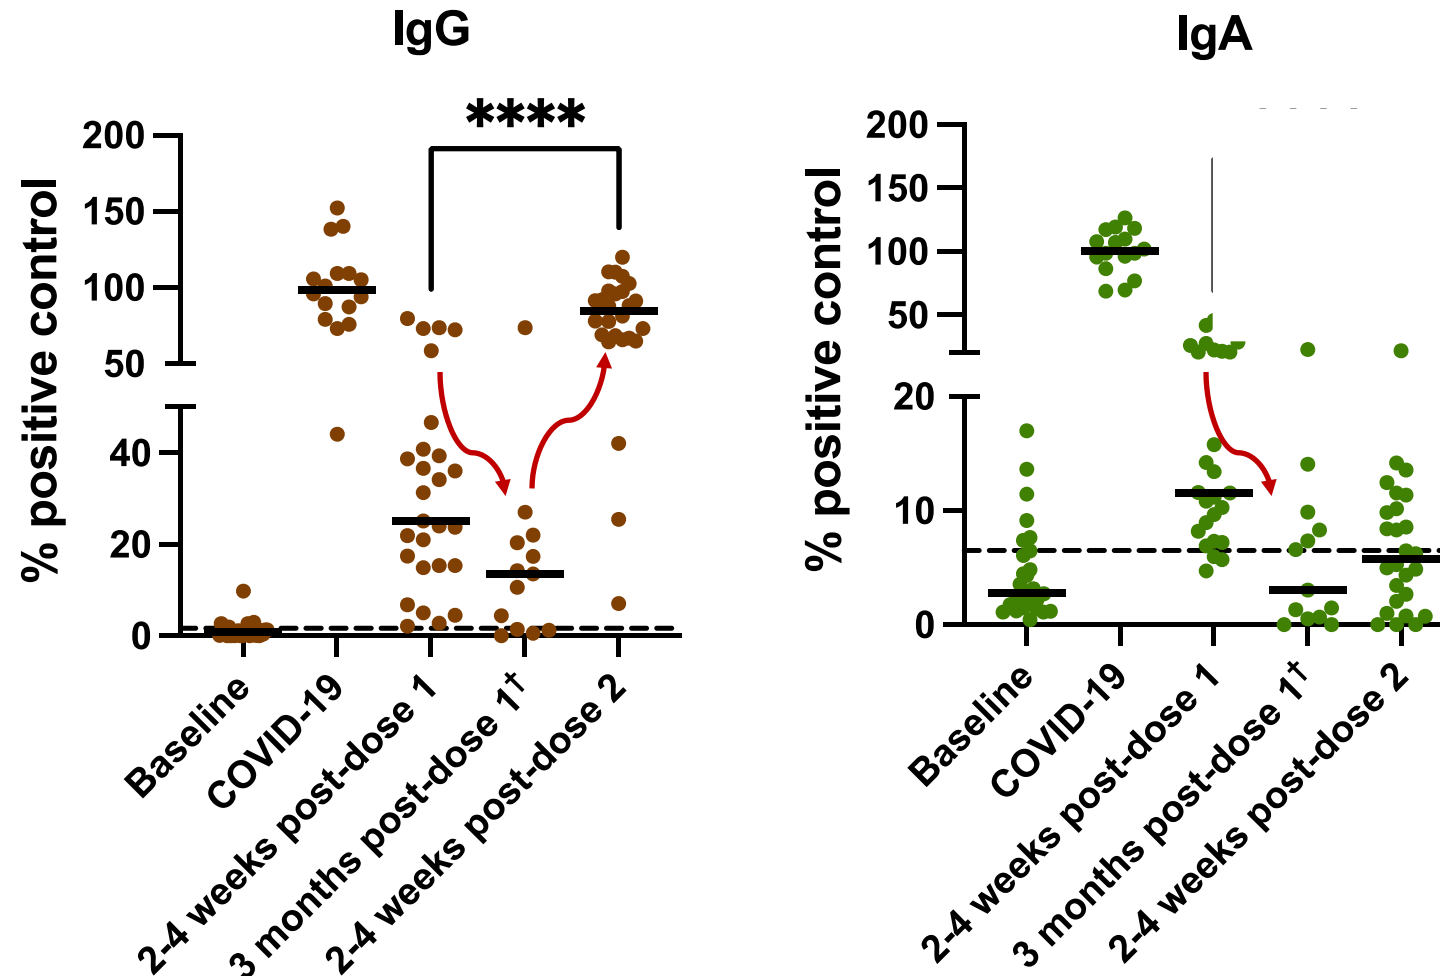 IgG
****
% positive control
200
150
100
50
40
20
0
Baseline
COVID-19
2-4 weeks post-dose 1
3 months post-dose 1†
2-4 weeks post-dose 2
IgA
% positive control
200
150
100
50
20
10
0
Baseline
COVID-19
2-4 weeks post-dose 1
3 months post-dose 1†
2-4 weeks post-dose 2